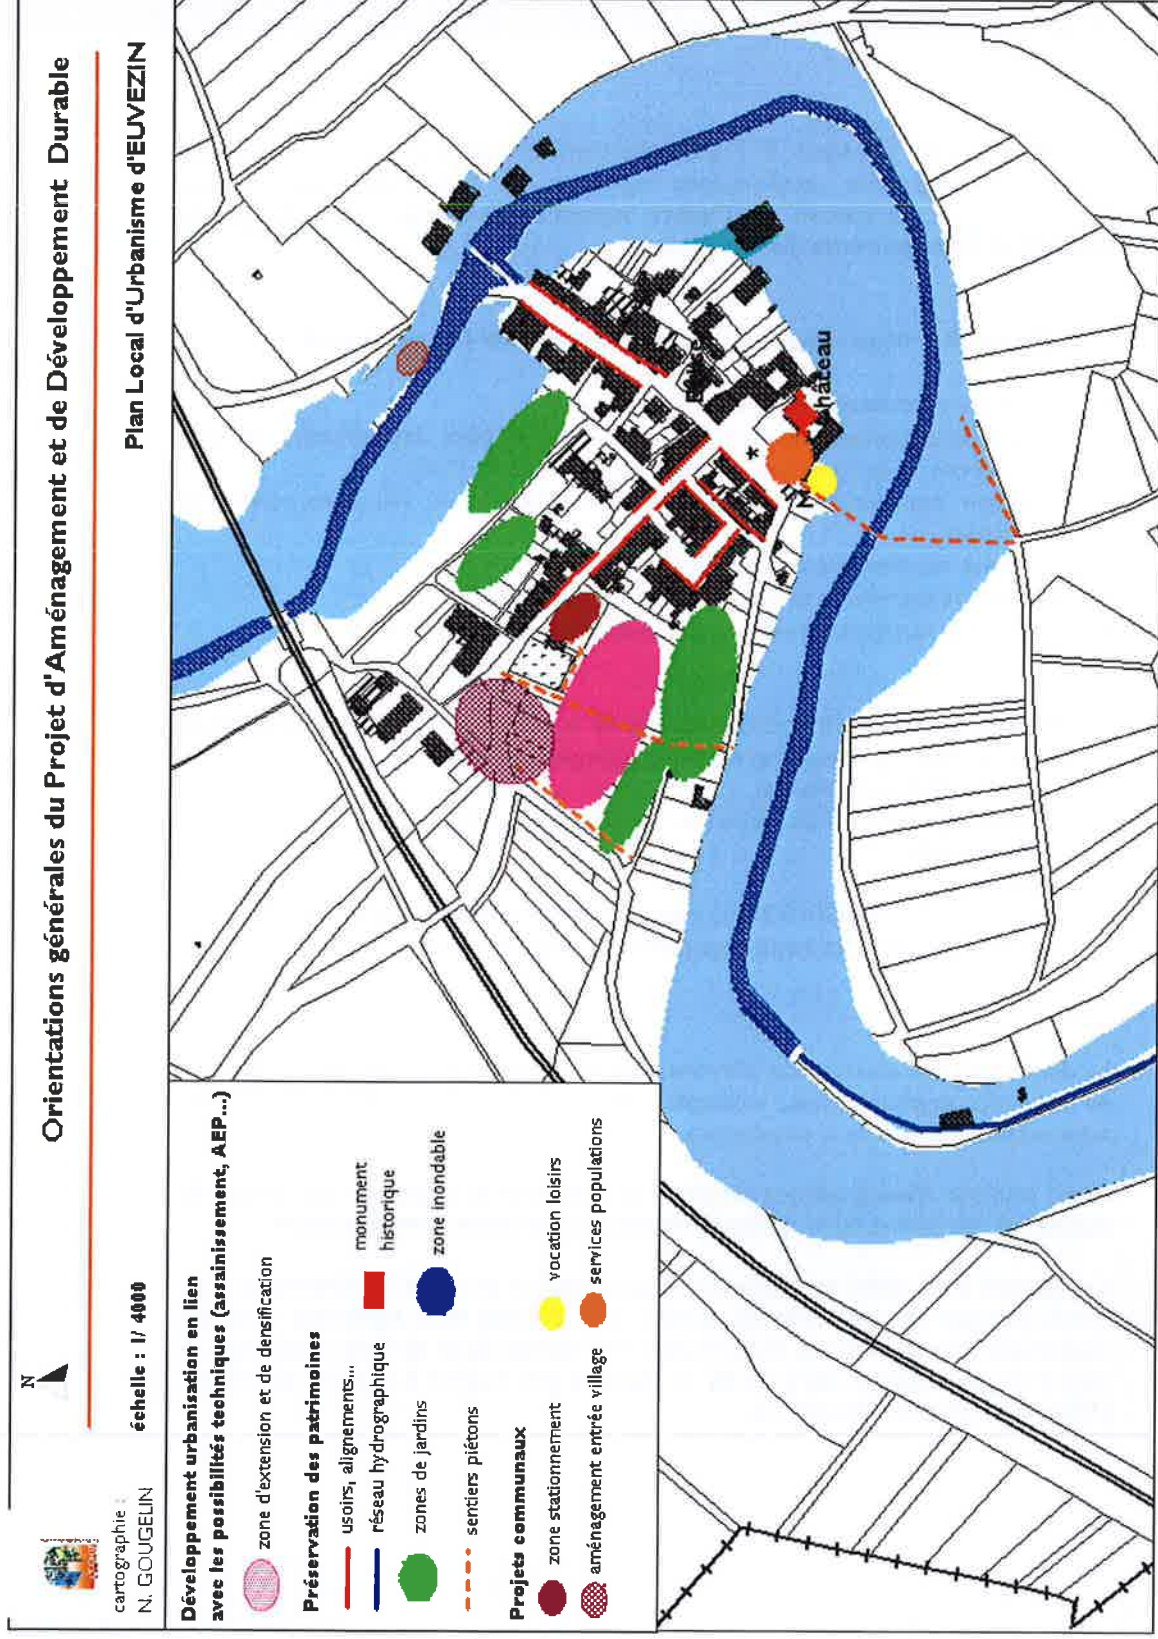 Orientations générales du Projet d'Aménagement et de Développement Durable
Plan Local d'Urbanisme d'EUVEZIN
N
échelle : 1/ 4000
cartographie :
N. GOUGELIN
Développement urbanisation en lien
avec les possibilités techniques (assainissement, AEP...)
zone d'extension et de densification
Préservation des patrimoines
usoirs, alignements...
réseau hydrographique
zones de jardins
sentiers piétons
monument
historique
zone inondable
Projets communaux
zone stationnement
aménagement entrée village
vocation loisirs
services populations
hâteau